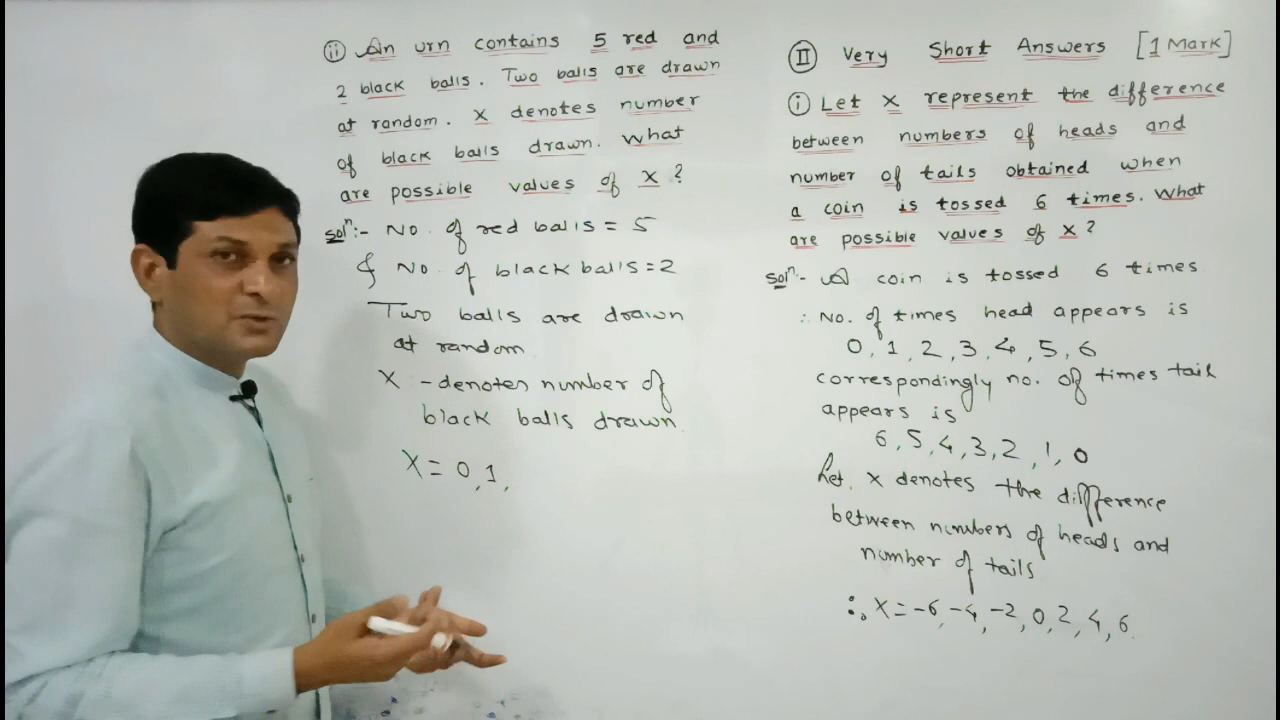 (II) Very Short Answers [1 Mark]
(i) Let X represent the difference
between numbers of heads and
number of tails obtained when
a coin is tossed 6 times. What
are possible values of X?
Solⁿ:- A coin is tossed 6 times
∴ No. of times head appears is
0, 1, 2, 3, 4, 5, 6
correspondingly no. of times tail
appears is
6, 5, 4, 3, 2, 1, 0
Let, X denotes the difference
between numbers of heads and
number of tails
∴ X = -6, -4, -2, 0, 2, 4, 6
(ii) An urn contains 5 red and
2 black balls. Two balls are drawn
at random. X denotes number
of black balls drawn. What
are possible values of X?
Solⁿ:- No. of red balls = 5
& No. of black balls = 2
Two balls are drawn
at random
X - denotes number of
black balls drawn.
X = 0, 1,